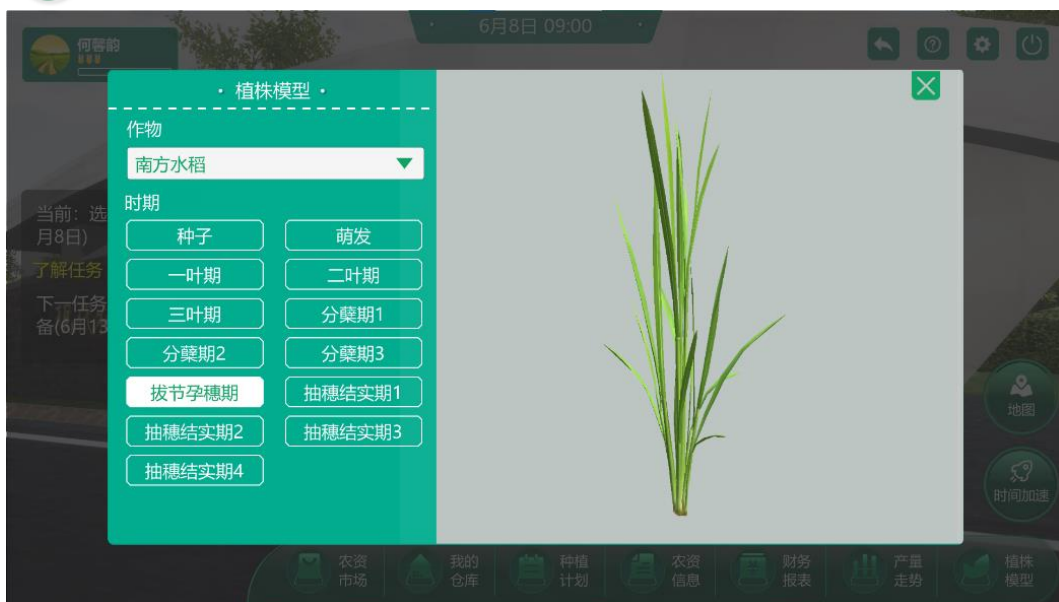 6月8日 09:00
何馨韵
· 植株模型 ·
作物
南方水稻
时期
种子 萌发
一叶期 二叶期
三叶期 分蘖期1
分蘖期2 分蘖期3
拔节孕穗期 抽穗结实期1
抽穗结实期2 抽穗结实期3
抽穗结实期4
当前：选
月8日)
了解任务
下一任务
备(6月13
地图
时间加速
农资市场
我的仓库
种植计划
农资信息
财务报表
产量走势
植株模型